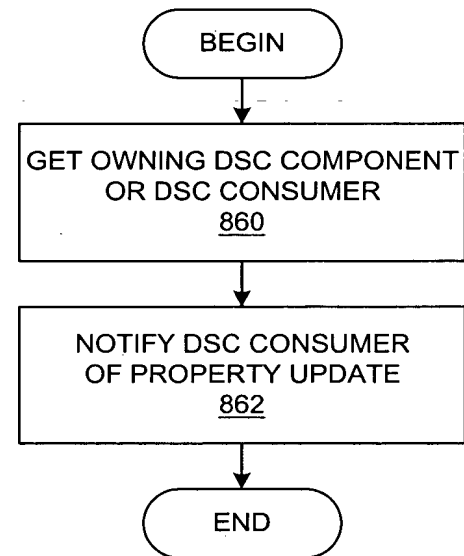 BEGIN
GET OWNING DSC COMPONENT
OR DSC CONSUMER
860
NOTIFY DSC CONSUMER
OF PROPERTY UPDATE
862
END